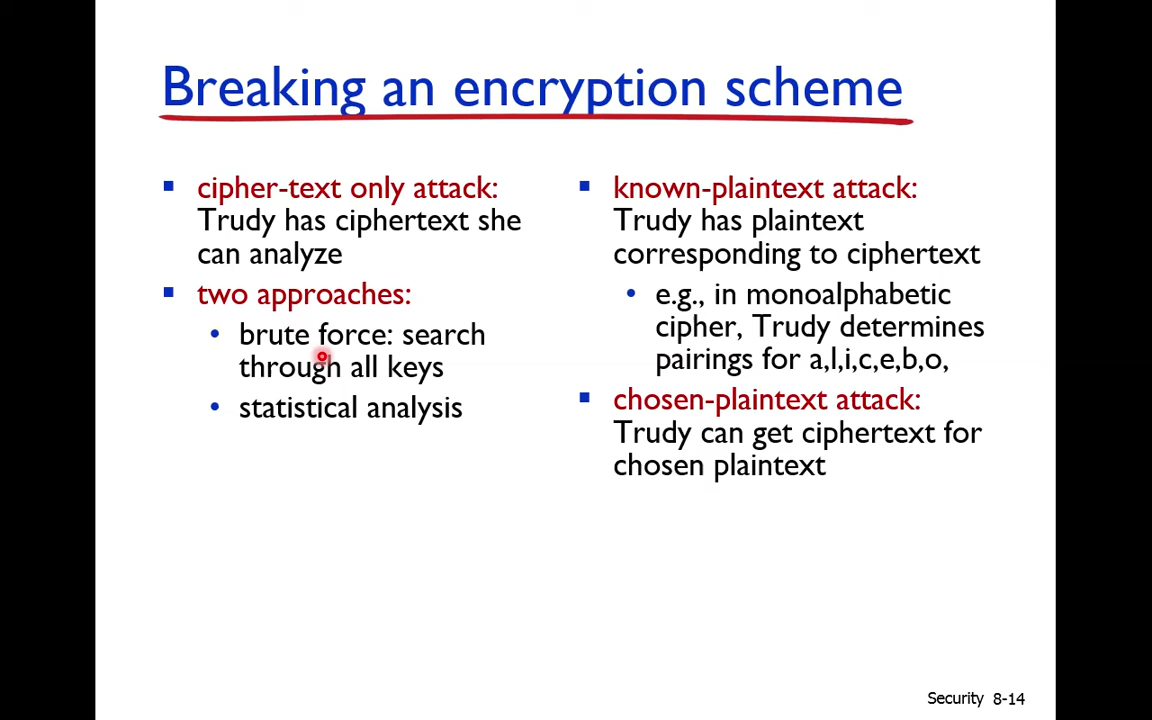 Breaking an encryption scheme
▪ cipher-text only attack:
Trudy has ciphertext she
can analyze
▪ two approaches:
• brute force: search
through all keys
• statistical analysis
▪ known-plaintext attack:
Trudy has plaintext
corresponding to ciphertext
• e.g., in monoalphabetic
cipher, Trudy determines
pairings for a,l,i,c,e,b,o,
▪ chosen-plaintext attack:
Trudy can get ciphertext for
chosen plaintext
Security 8-14